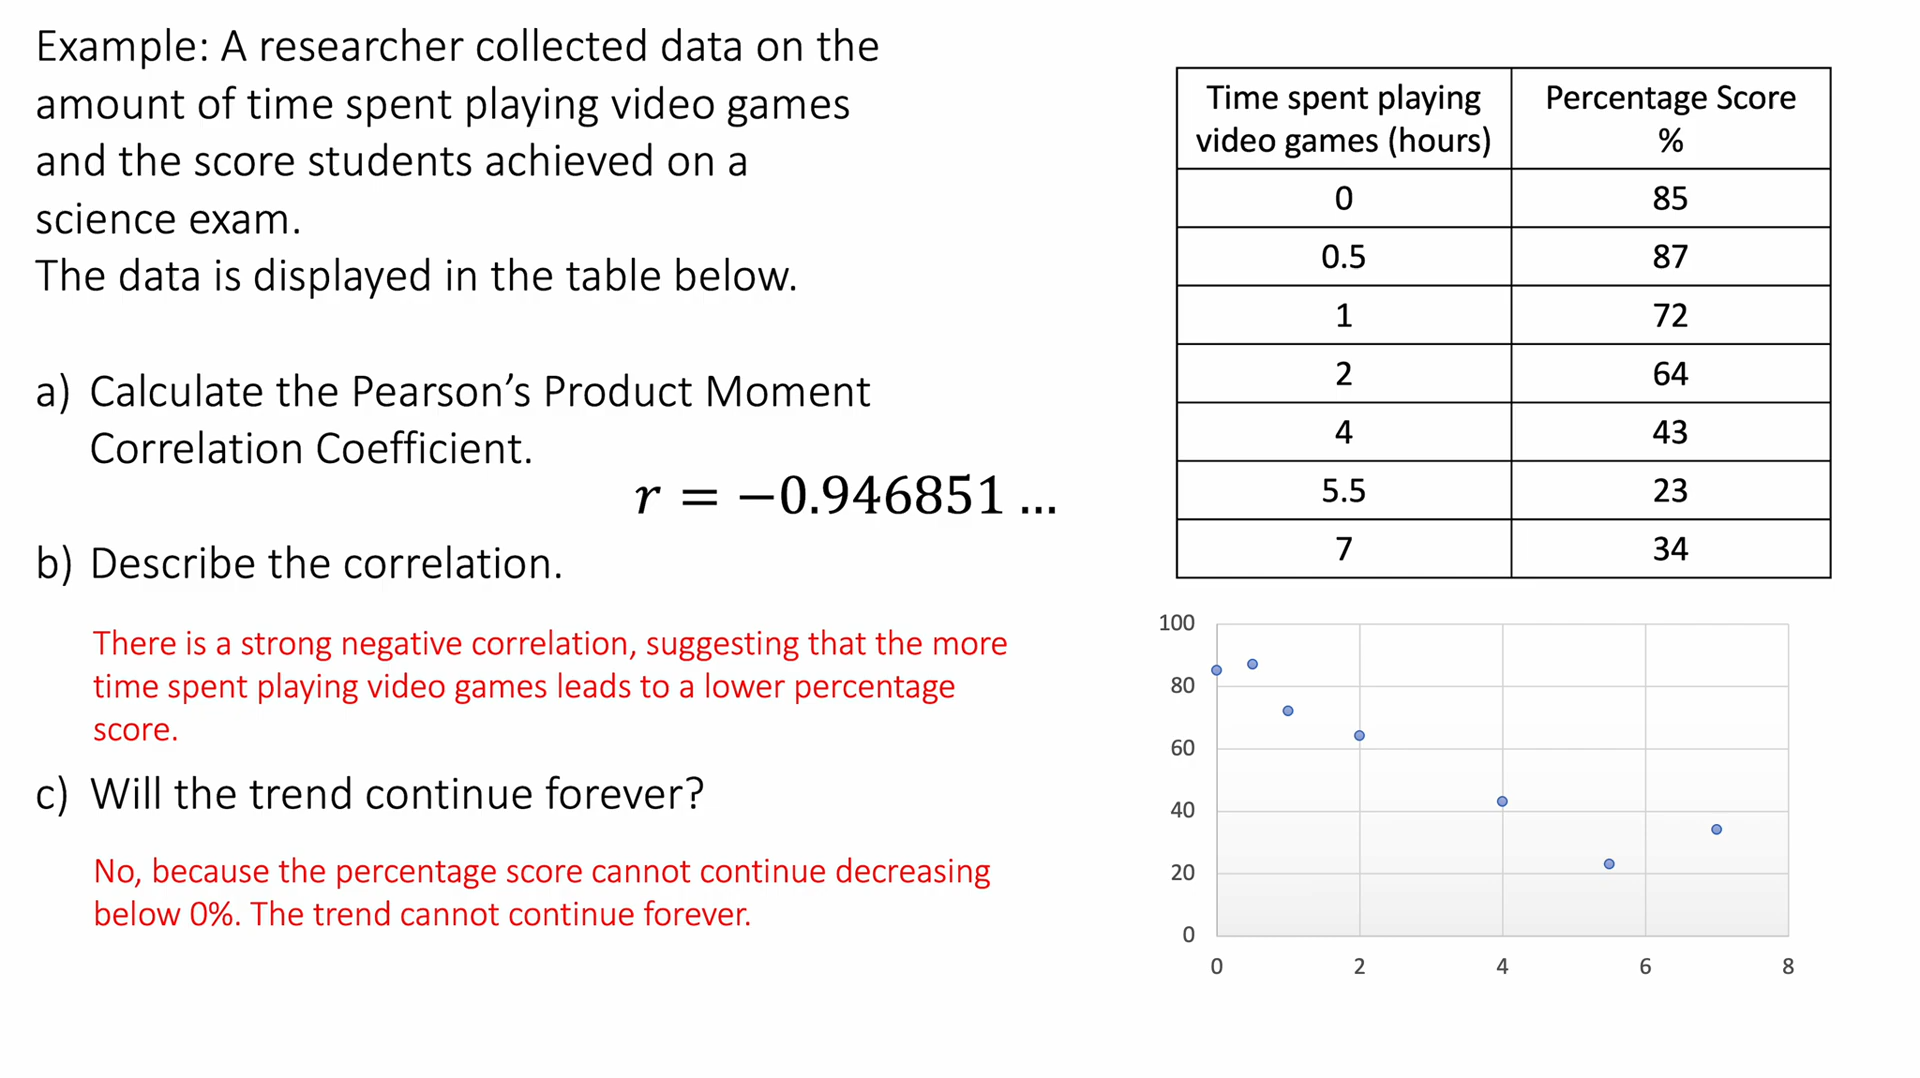 Example: A researcher collected data on the
amount of time spent playing video games
and the score students achieved on a
science exam.
The data is displayed in the table below.
a) Calculate the Pearson’s Product Moment
Correlation Coefficient.
r = −0.946851 ...
b) Describe the correlation.
There is a strong negative correlation, suggesting that the more
time spent playing video games leads to a lower percentage
score.
c) Will the trend continue forever?
No, because the percentage score cannot continue decreasing
below 0%. The trend cannot continue forever.
Time spent playing video games (hours) Percentage Score %
0 85
0.5 87
1 72
2 64
4 43
5.5 23
7 34
100
80
60
40
20
0
0 2 4 6 8